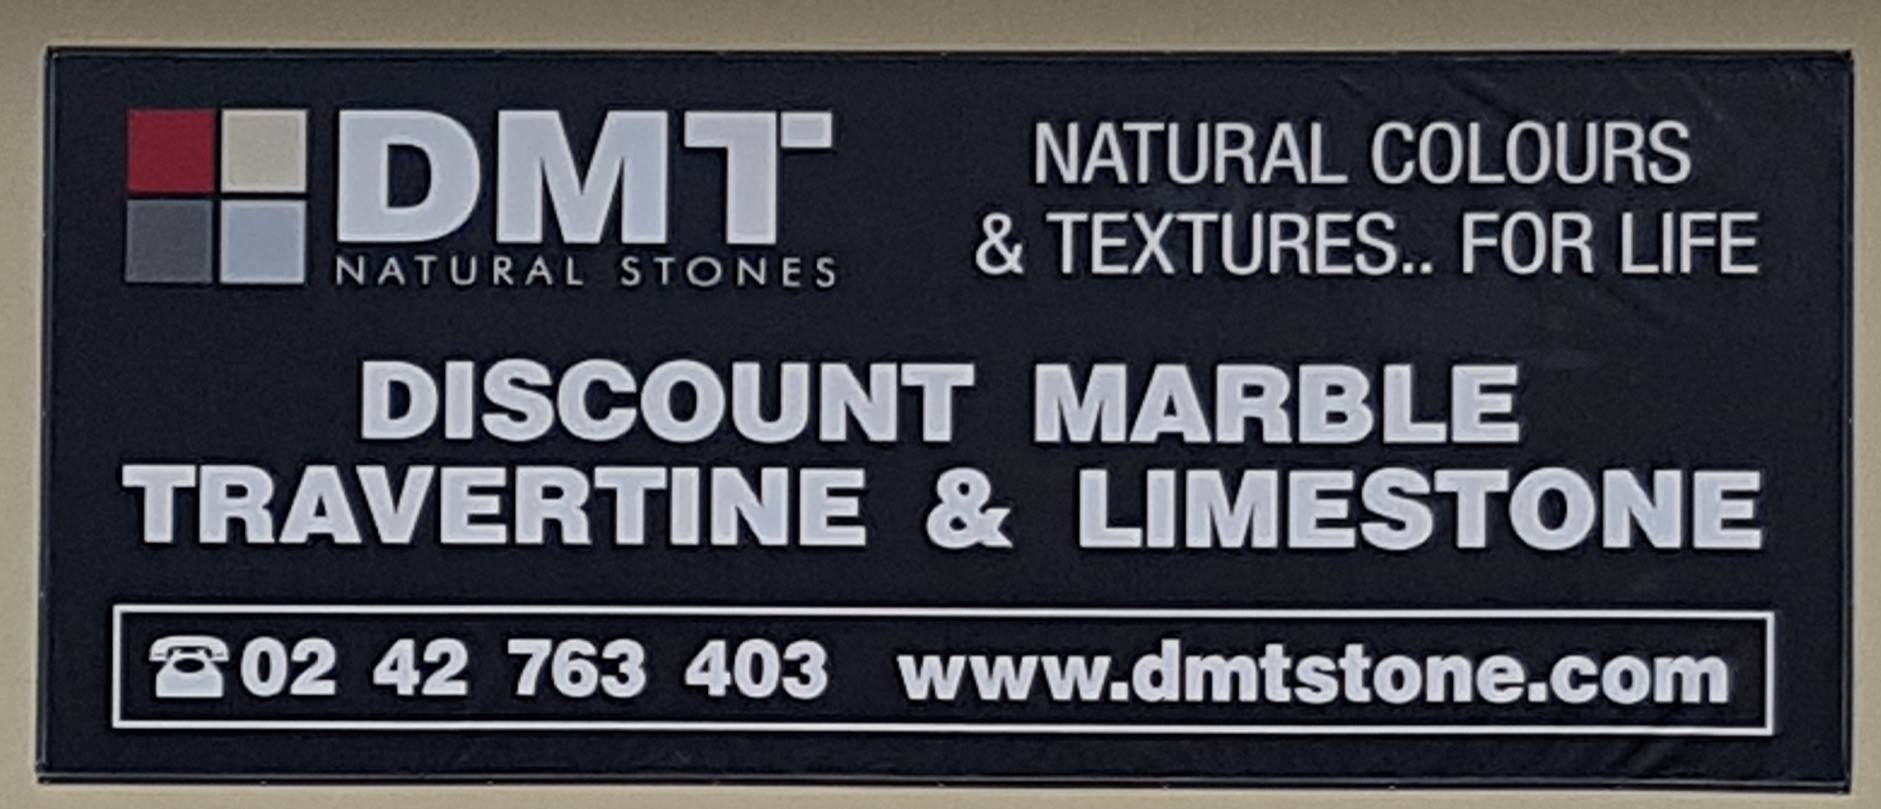 DMT
NATURAL STONES
NATURAL COLOURS
& TEXTURES.. FOR LIFE
DISCOUNT MARBLE
TRAVERTINE & LIMESTONE
☎02 42 763 403 www.dmtstone.com